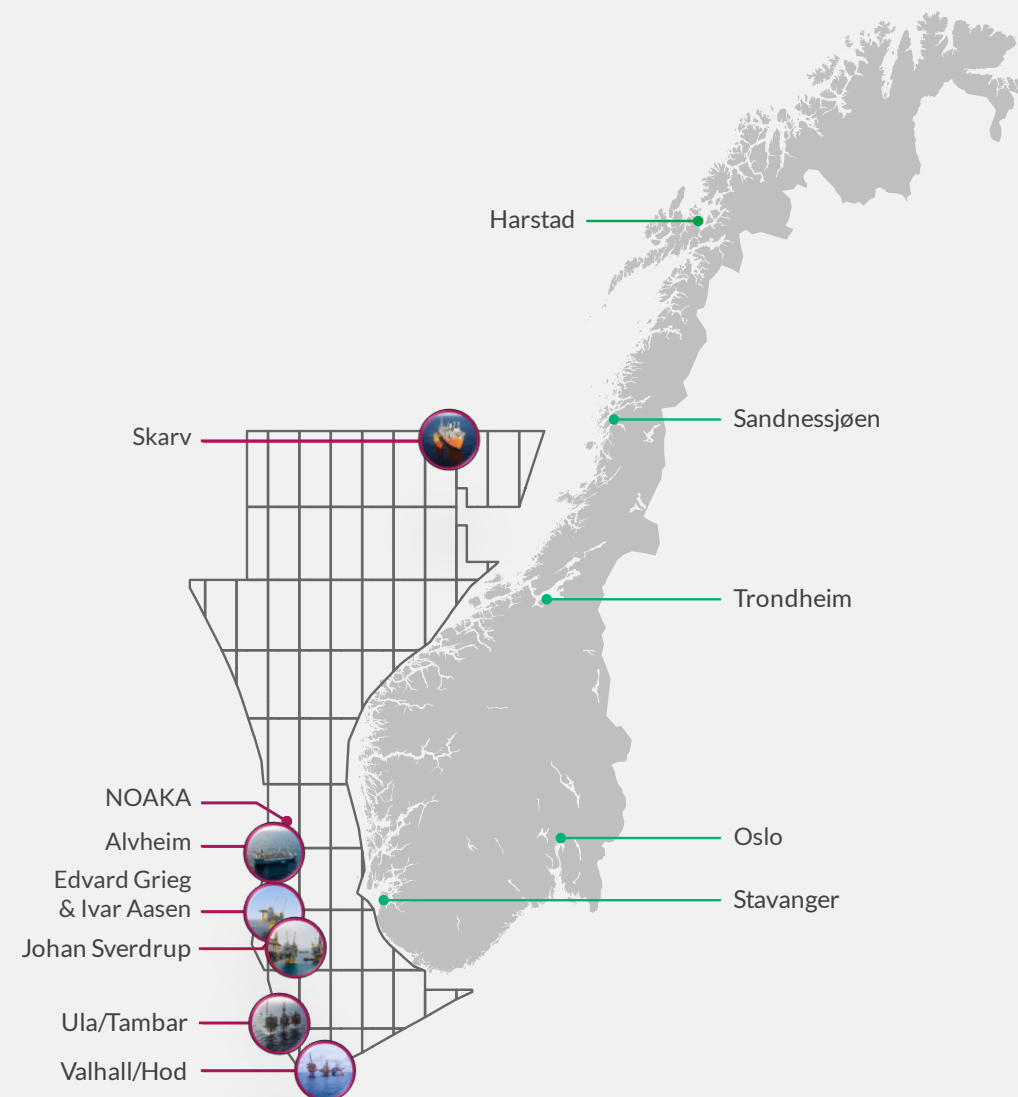 Harstad
Sandnessjøen
Skarv
Trondheim
NOAKA
Alvheim
Oslo
Edvard Grieg
& Ivar Aasen
Stavanger
Johan Sverdrup
Ula/Tambar
Valhall/Hod